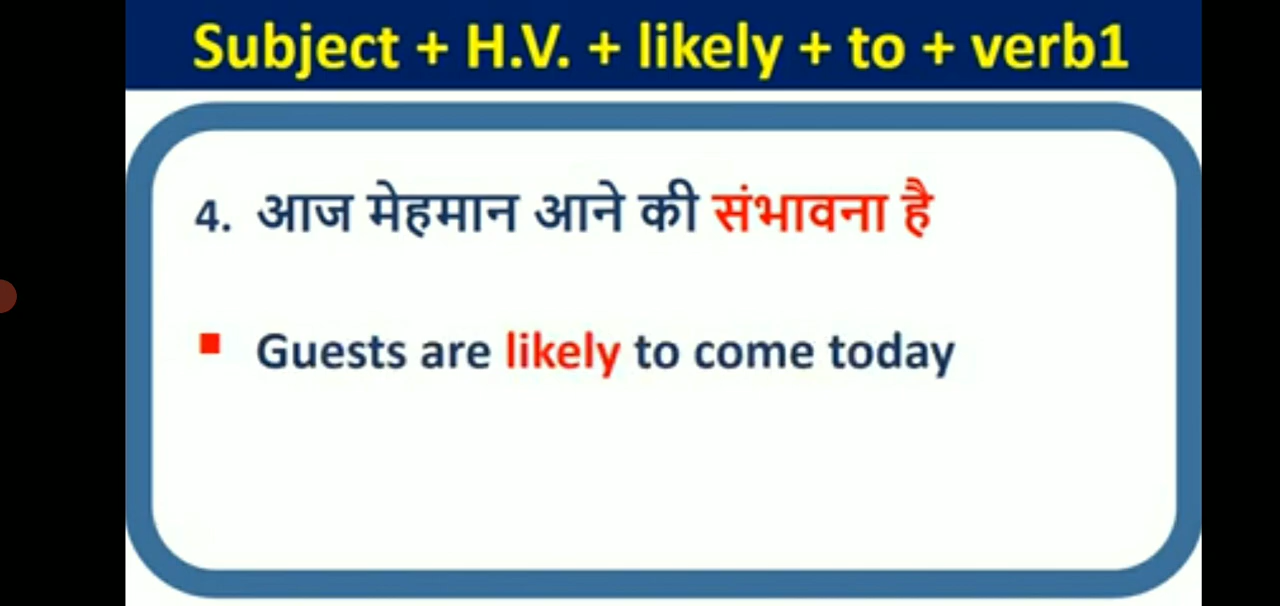 Subject + H.V. + likely + to + verb1
4. आज मेहमान आने की संभावना है
▪ Guests are likely to come today